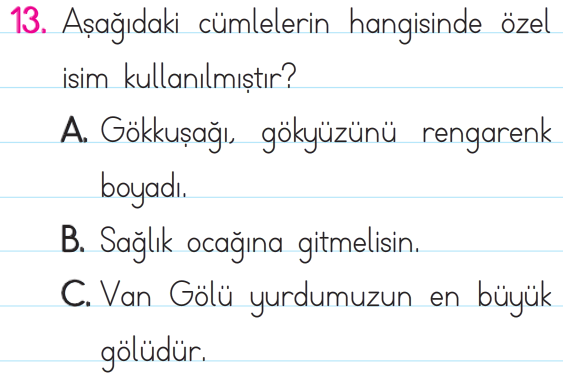 13. Aşağıdaki cümlelerin hangisinde özel
isim kullanılmıştır?
A. Gökkuşağı, gökyüzünü rengarenk
boyadı.
B. Sağlık ocağına gitmelisin.
C. Van Gölü yurdumuzun en büyük
gölüdür.